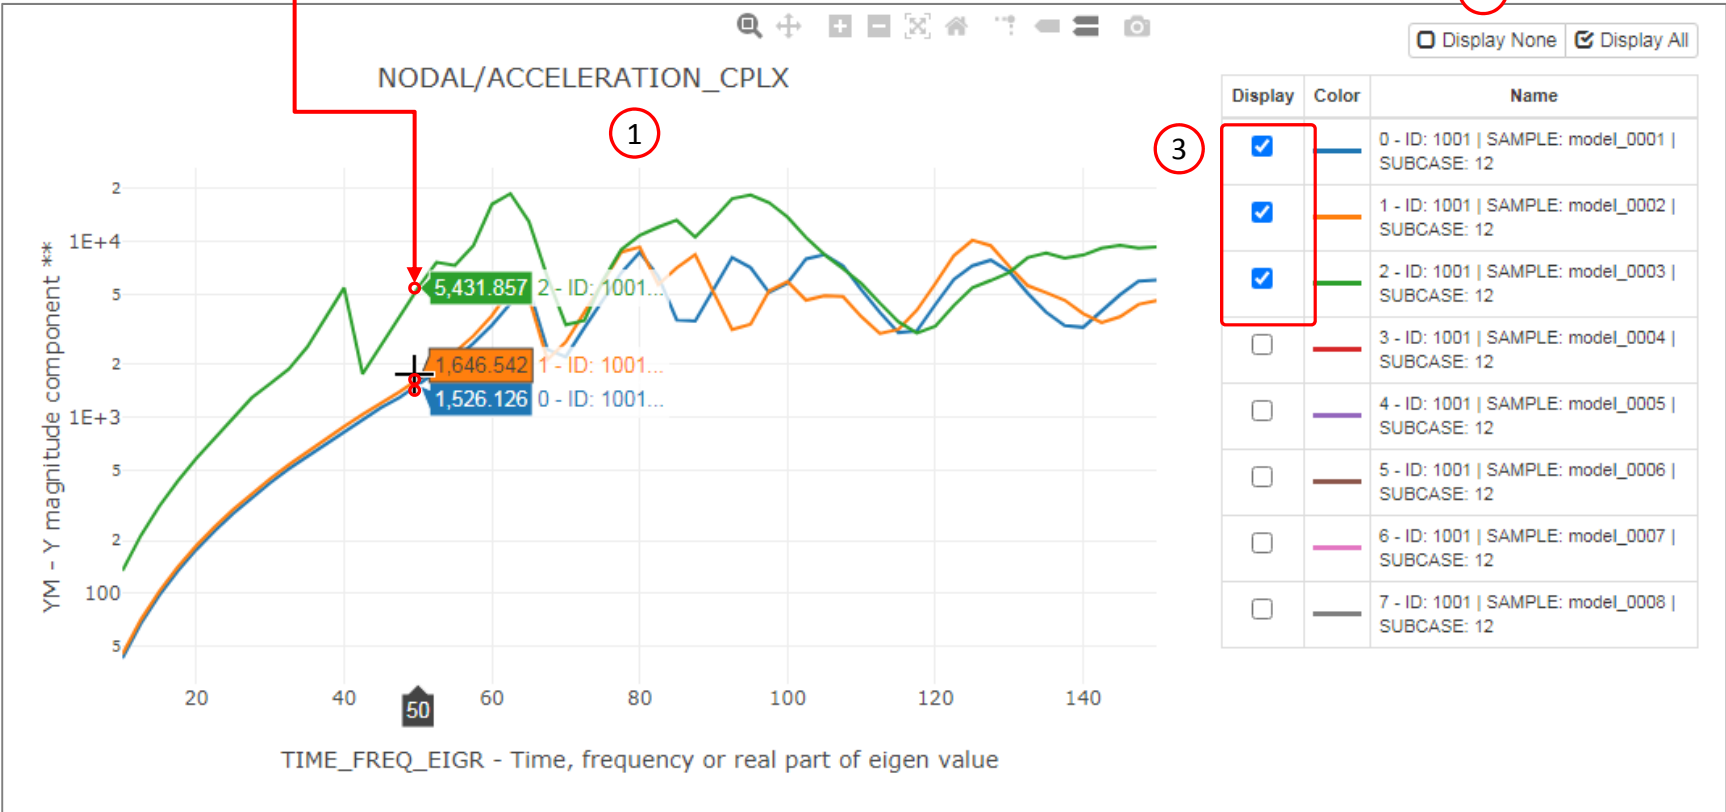 Display None
Display All
NODAL/ACCELERATION_CPLX
1
3
YM - Y magnitude component **
2
1E+4
5
2
1E+3
5
2
100
5
5,431.857
2 - ID: 1001...
1,646.542
1 - ID: 1001...
1,526.126
0 - ID: 1001...
20
40
50
60
80
100
120
140
TIME_FREQ_EIGR - Time, frequency or real part of eigen value
Display
Color
Name
0 - ID: 1001 | SAMPLE: model_0001 |
SUBCASE: 12
1 - ID: 1001 | SAMPLE: model_0002 |
SUBCASE: 12
2 - ID: 1001 | SAMPLE: model_0003 |
SUBCASE: 12
3 - ID: 1001 | SAMPLE: model_0004 |
SUBCASE: 12
4 - ID: 1001 | SAMPLE: model_0005 |
SUBCASE: 12
5 - ID: 1001 | SAMPLE: model_0006 |
SUBCASE: 12
6 - ID: 1001 | SAMPLE: model_0007 |
SUBCASE: 12
7 - ID: 1001 | SAMPLE: model_0008 |
SUBCASE: 12